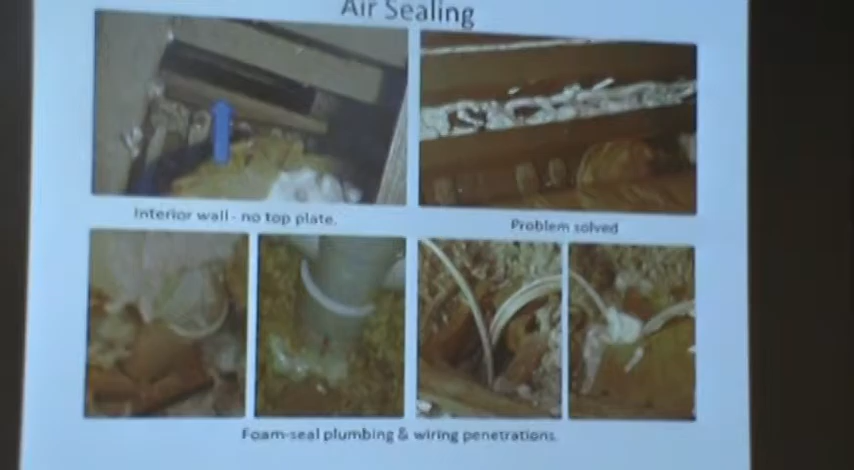 Air Sealing
Interior wall - no top plate.
Problem solved
Foam-seal plumbing & wiring penetrations.